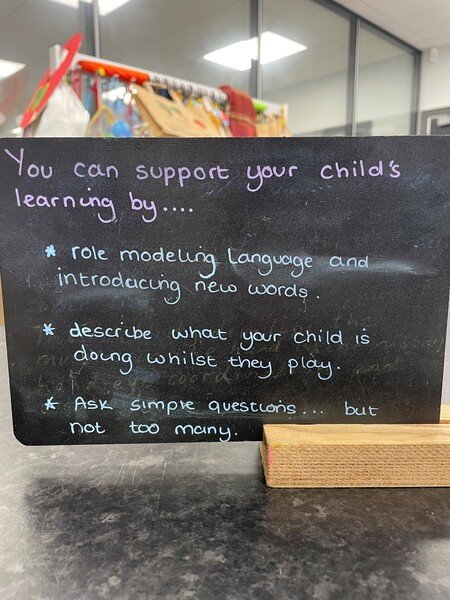 You can support your child's
learning by....
* role modeling language and
introducing new words.
* describe what your child is
doing whilst they play.
* Ask simple questions... but
not too many.